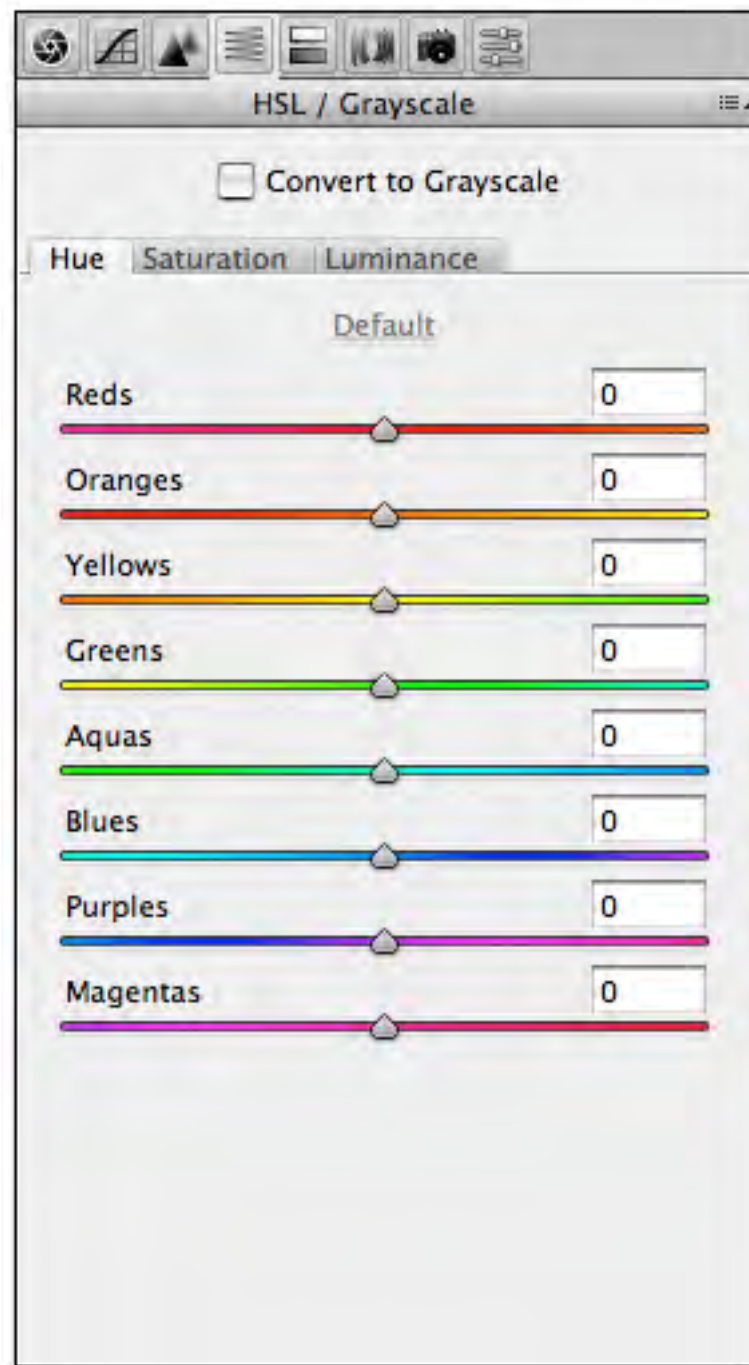 HSL / Grayscale
Convert to Grayscale
Hue Saturation Luminance
Default
Reds 0
Oranges 0
Yellows 0
Greens 0
Aquas 0
Blues 0
Purples 0
Magentas 0